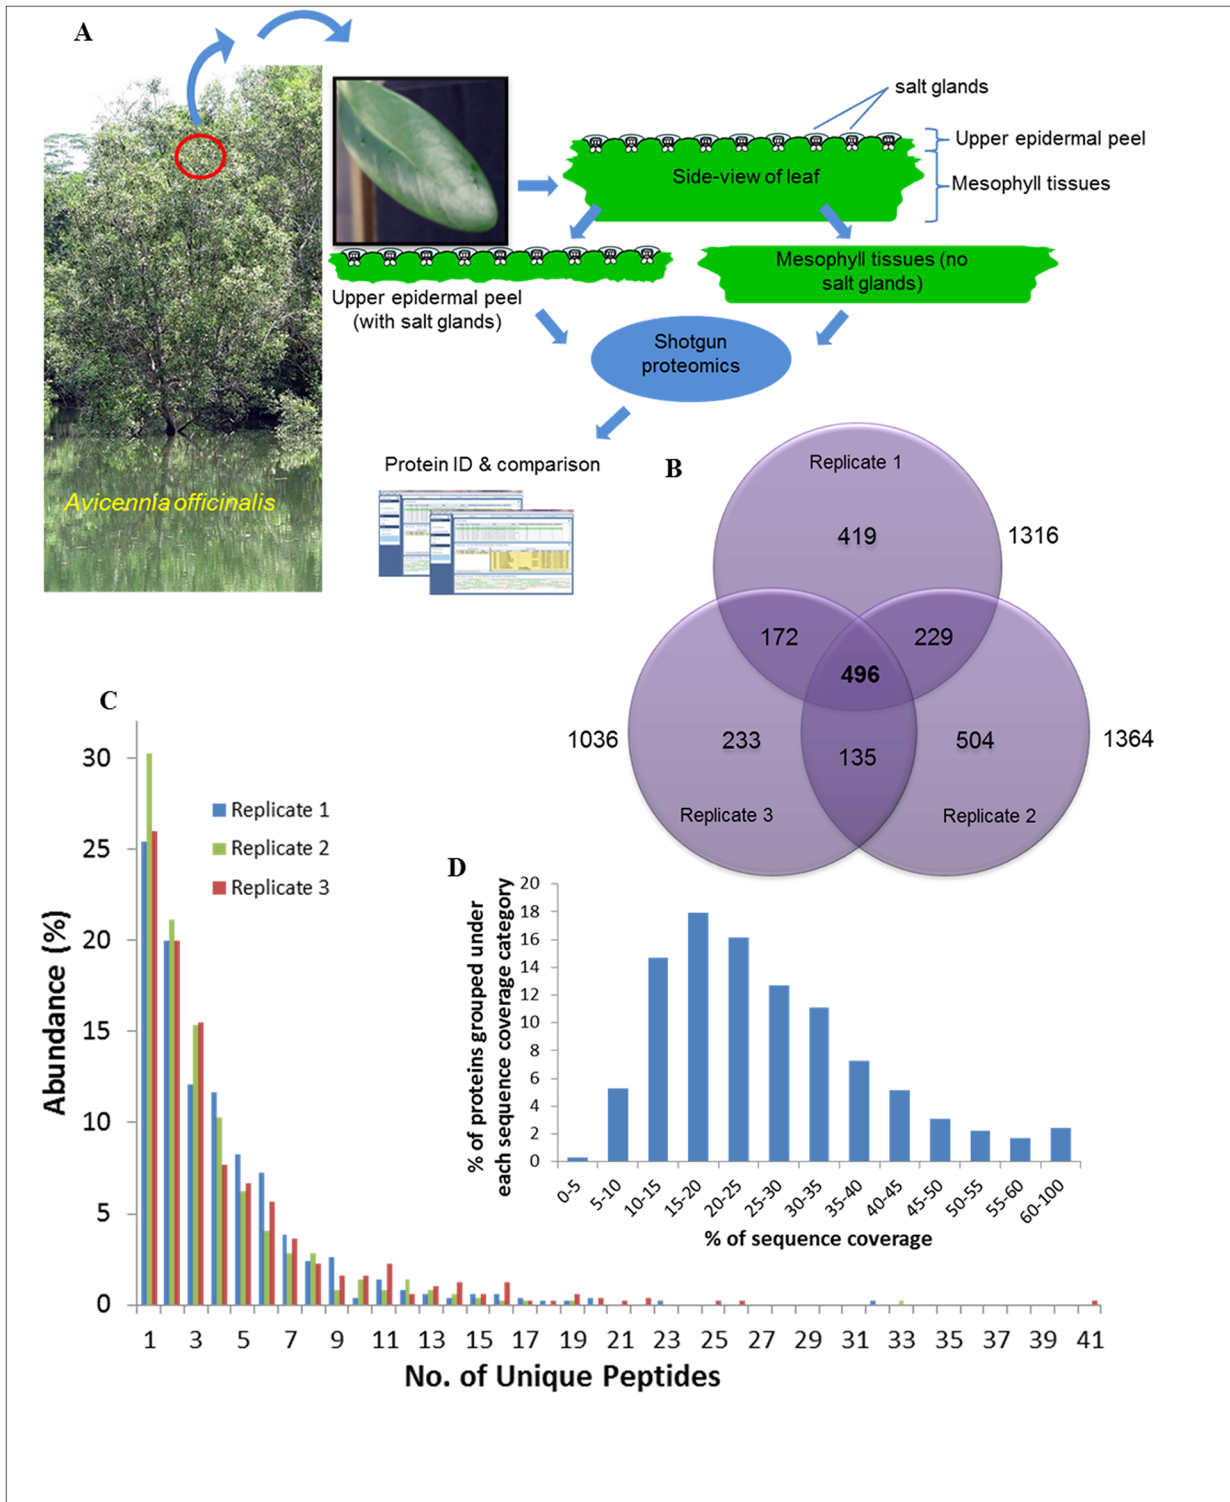 A
salt glands
Upper epidermal peel
Side-view of leaf
Mesophyll tissues
Mesophyll tissues (no
salt glands)
Upper epidermal peel
(with salt glands)
Shotgun
proteomics
Protein ID & comparison
Avicennia officinalis
B
Replicate 1
419
1316
172
229
496
1036
233
504
1364
135
Replicate 3
Replicate 2
C
30
25
20
15
10
5
0
Abundance (%)
Replicate 1
Replicate 2
Replicate 3
1 3 5 7 9 11 13 15 17 19 21 23 25 27 29 31 33 35 37 39 41
No. of Unique Peptides
D
20
18
16
14
12
10
8
6
4
2
0
% of proteins grouped under
each sequence coverage category
0-5 5-10 10-15 15-20 20-25 25-30 30-35 35-40 40-45 45-50 50-55 55-60 60-100
% of sequence coverage